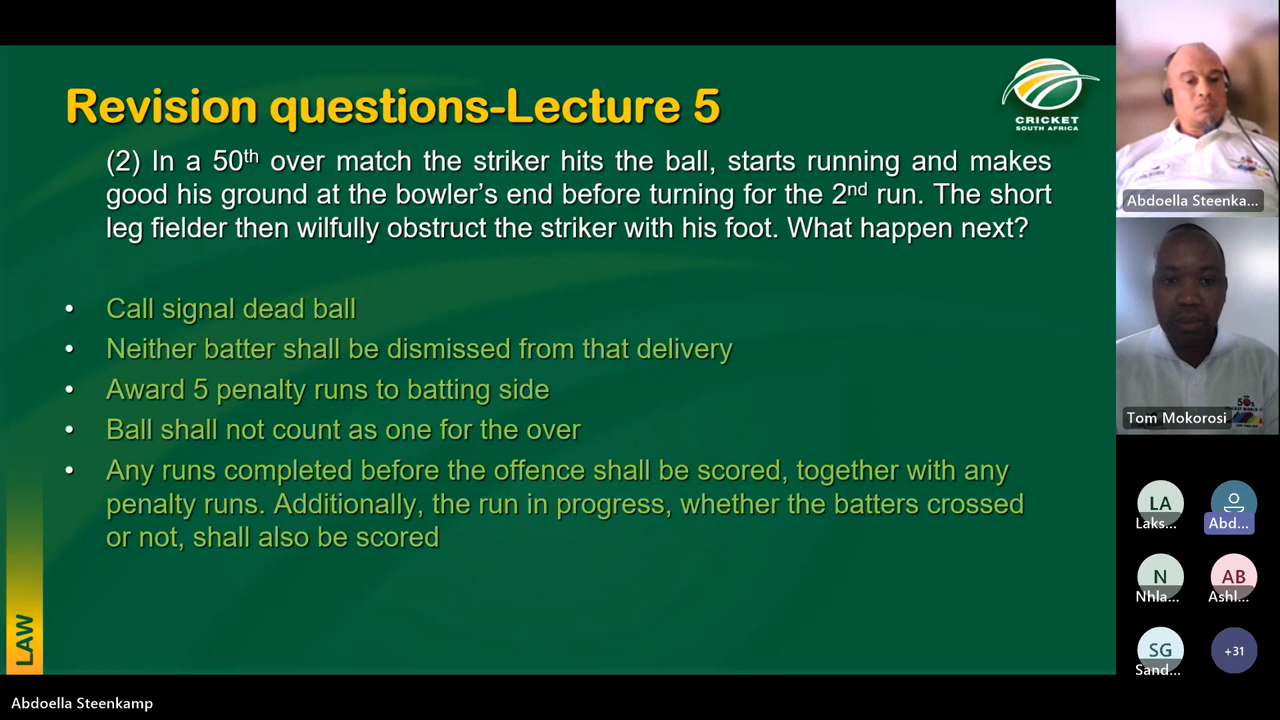 Revision questions-Lecture 5
CRICKET
SOUTH AFRICA
(2) In a 50th over match the striker hits the ball, starts running and makes
good his ground at the bowler's end before turning for the 2nd run. The short
leg fielder then wilfully obstruct the striker with his foot. What happen next?
• Call signal dead ball
• Neither batter shall be dismissed from that delivery
• Award 5 penalty runs to batting side
• Ball shall not count as one for the over
• Any runs completed before the offence shall be scored, together with any
penalty runs. Additionally, the run in progress, whether the batters crossed
or not, shall also be scored
LAW
Abdoella Steenkamp
Abdoella Steenka...
Tom Mokorosi
LA
Laks...
Abd...
N
Nhla...
AB
Ashl...
SG
Sand...
+31